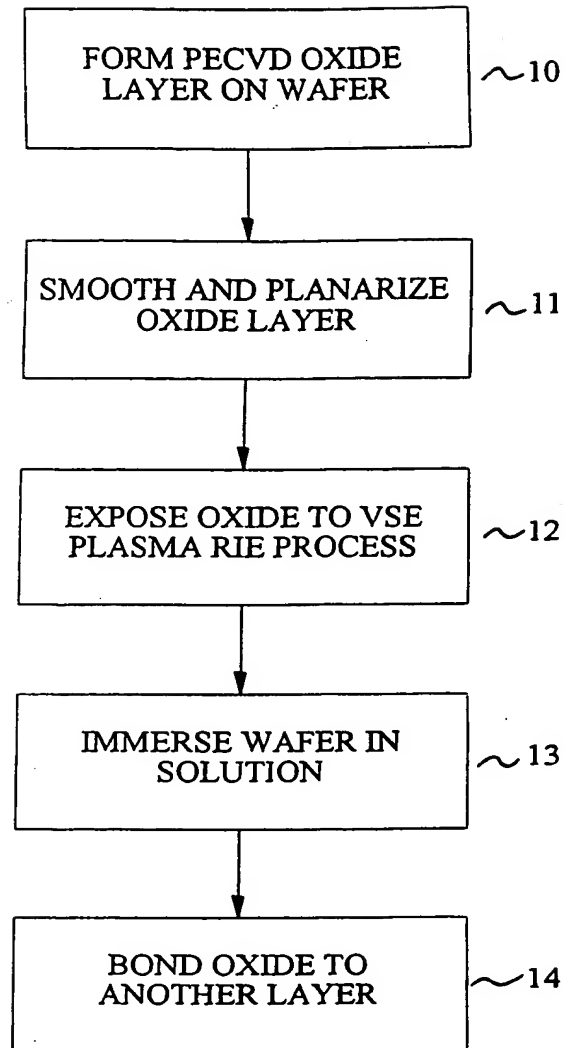 FORM PECVD OXIDE
LAYER ON WAFER
10
SMOOTH AND PLANARIZE
OXIDE LAYER
11
EXPOSE OXIDE TO VSE
PLASMA RIE PROCESS
12
IMMERSE WAFER IN
SOLUTION
13
BOND OXIDE TO
ANOTHER LAYER
14